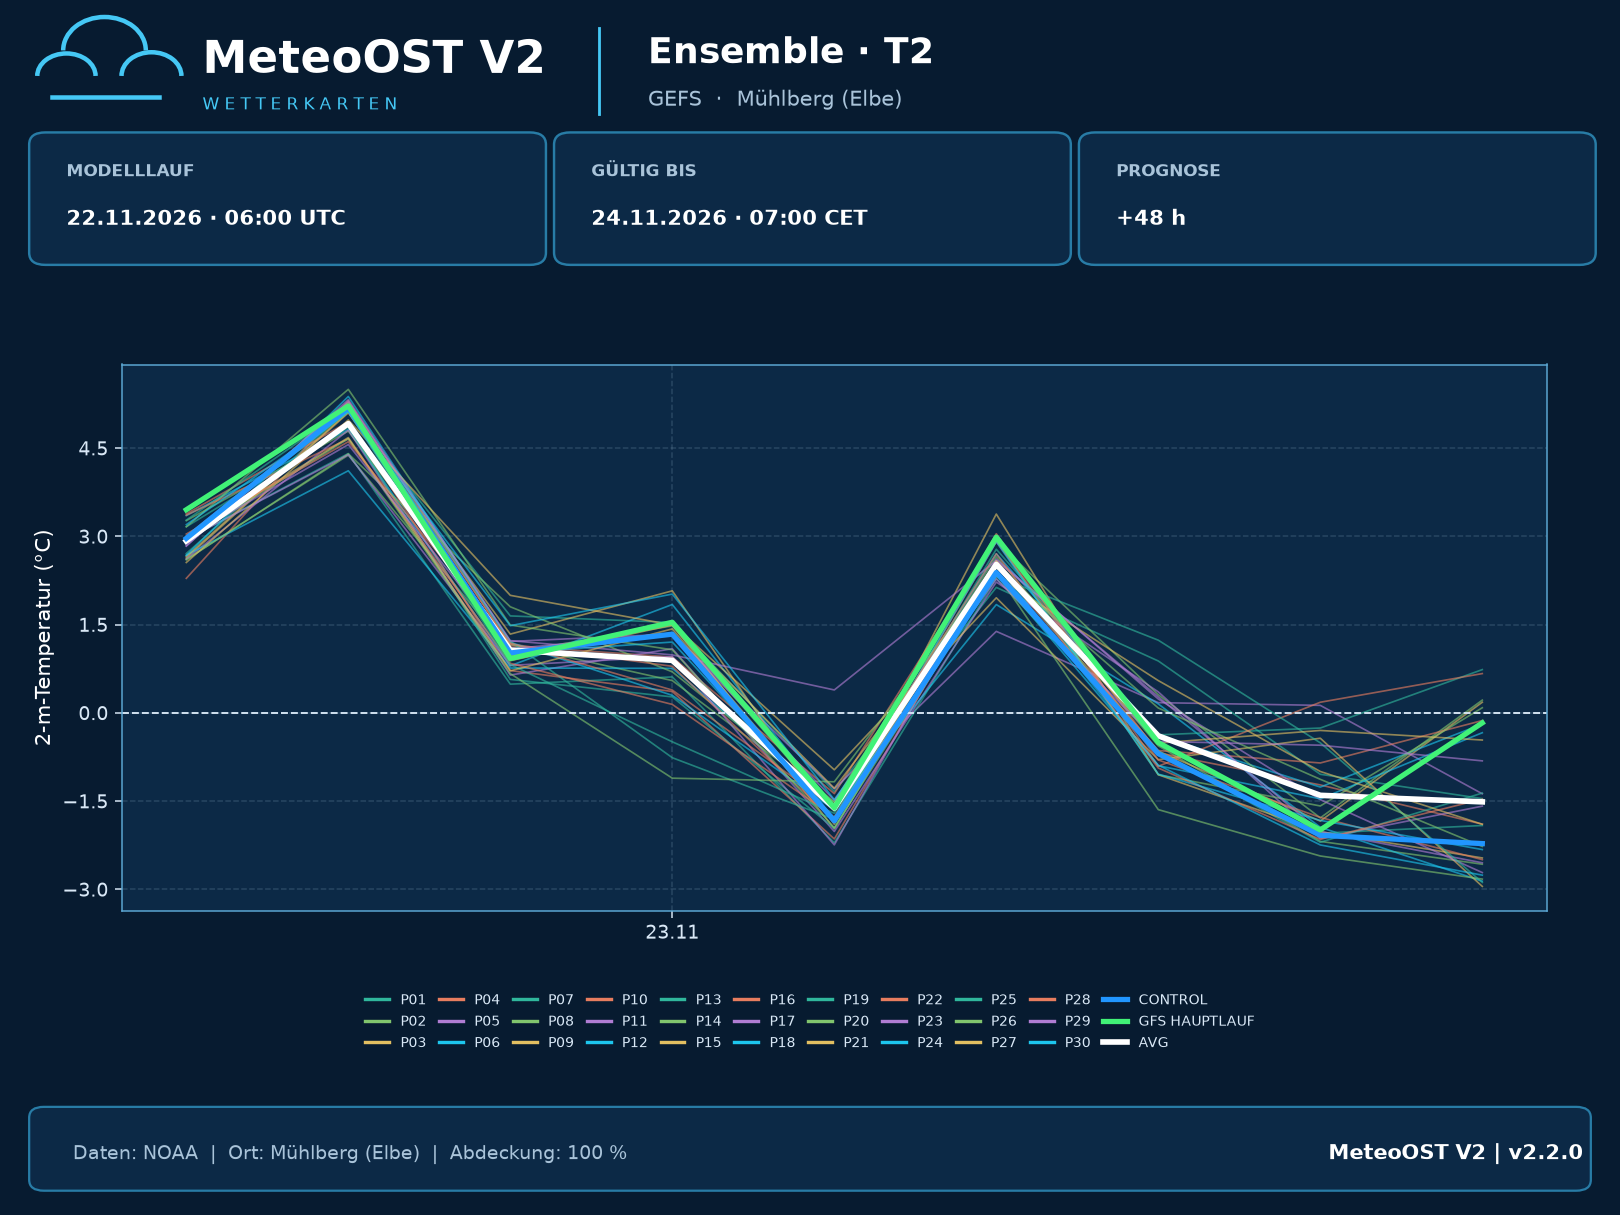 MeteoOST V2
WETTERKARTEN
Ensemble · T2
GEFS · Mühlberg (Elbe)
MODELLLAUF
22.11.2026 · 06:00 UTC
GÜLTIG BIS
24.11.2026 · 07:00 CET
PROGNOSE
+48 h
2-m-Temperatur (°C)
4.5
3.0
1.5
0.0
−1.5
−3.0
23.11
P01 P04 P07 P10 P13 P16 P19 P22 P25 P28 CONTROL
P02 P05 P08 P11 P14 P17 P20 P23 P26 P29 GFS HAUPTLAUF
P03 P06 P09 P12 P15 P18 P21 P24 P27 P30 AVG
Daten: NOAA | Ort: Mühlberg (Elbe) | Abdeckung: 100 %
MeteoOST V2 | v2.2.0